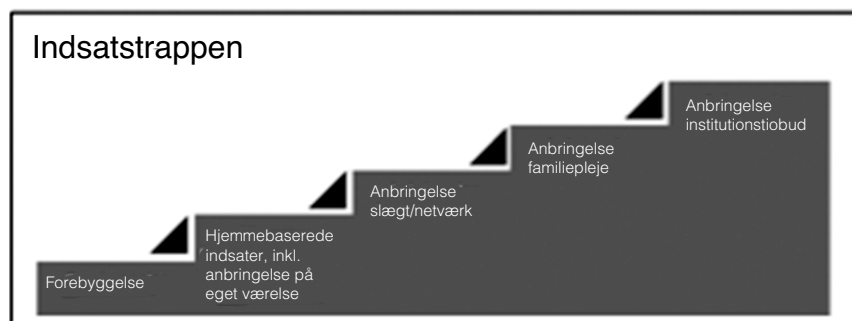 Indsatstrappen
Anbringelse
institutionstiobud
Anbringelse
familiepleje
Anbringelse
slægt/netværk
Hjemmebaserede
indsater, inkl.
anbringelse på
eget værelse
Forebyggelse